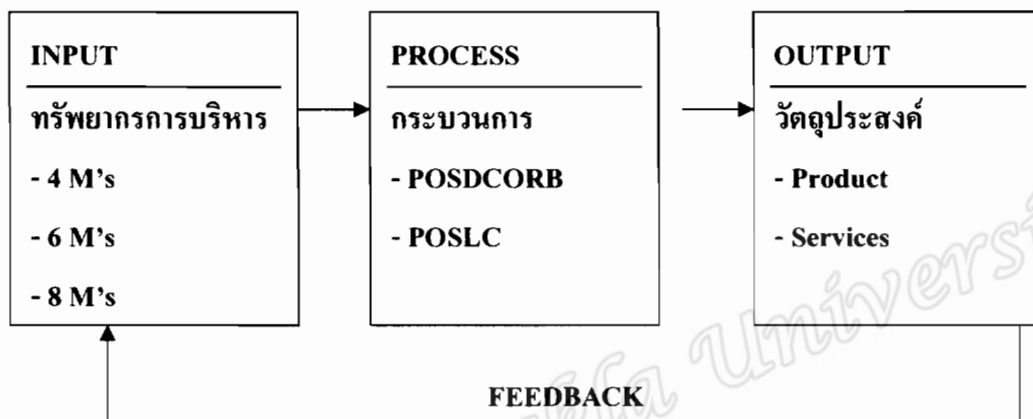 INPUT
ทรัพยากรการบริหาร
- 4 M's
- 6 M's
- 8 M's
PROCESS
กระบวนการ
- POSDCORB
- POSLC
OUTPUT
วัตถุประสงค์
- Product
- Services
FEEDBACK